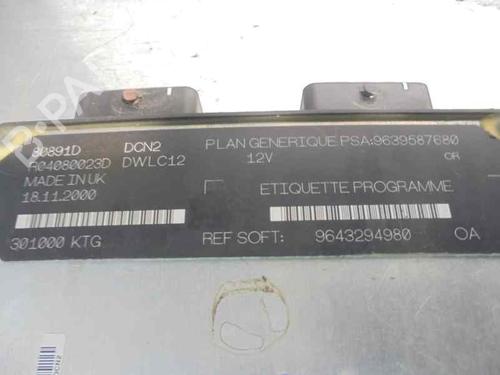 80891D DCN2 PLAN GENERIQUE PSA:9639587680
R04080023D DWLC12 12V OR
MADE IN UK
18.11.2000 ETIQUETTE PROGRAMME
301000 KTG REF SOFT: 9643294980 OA